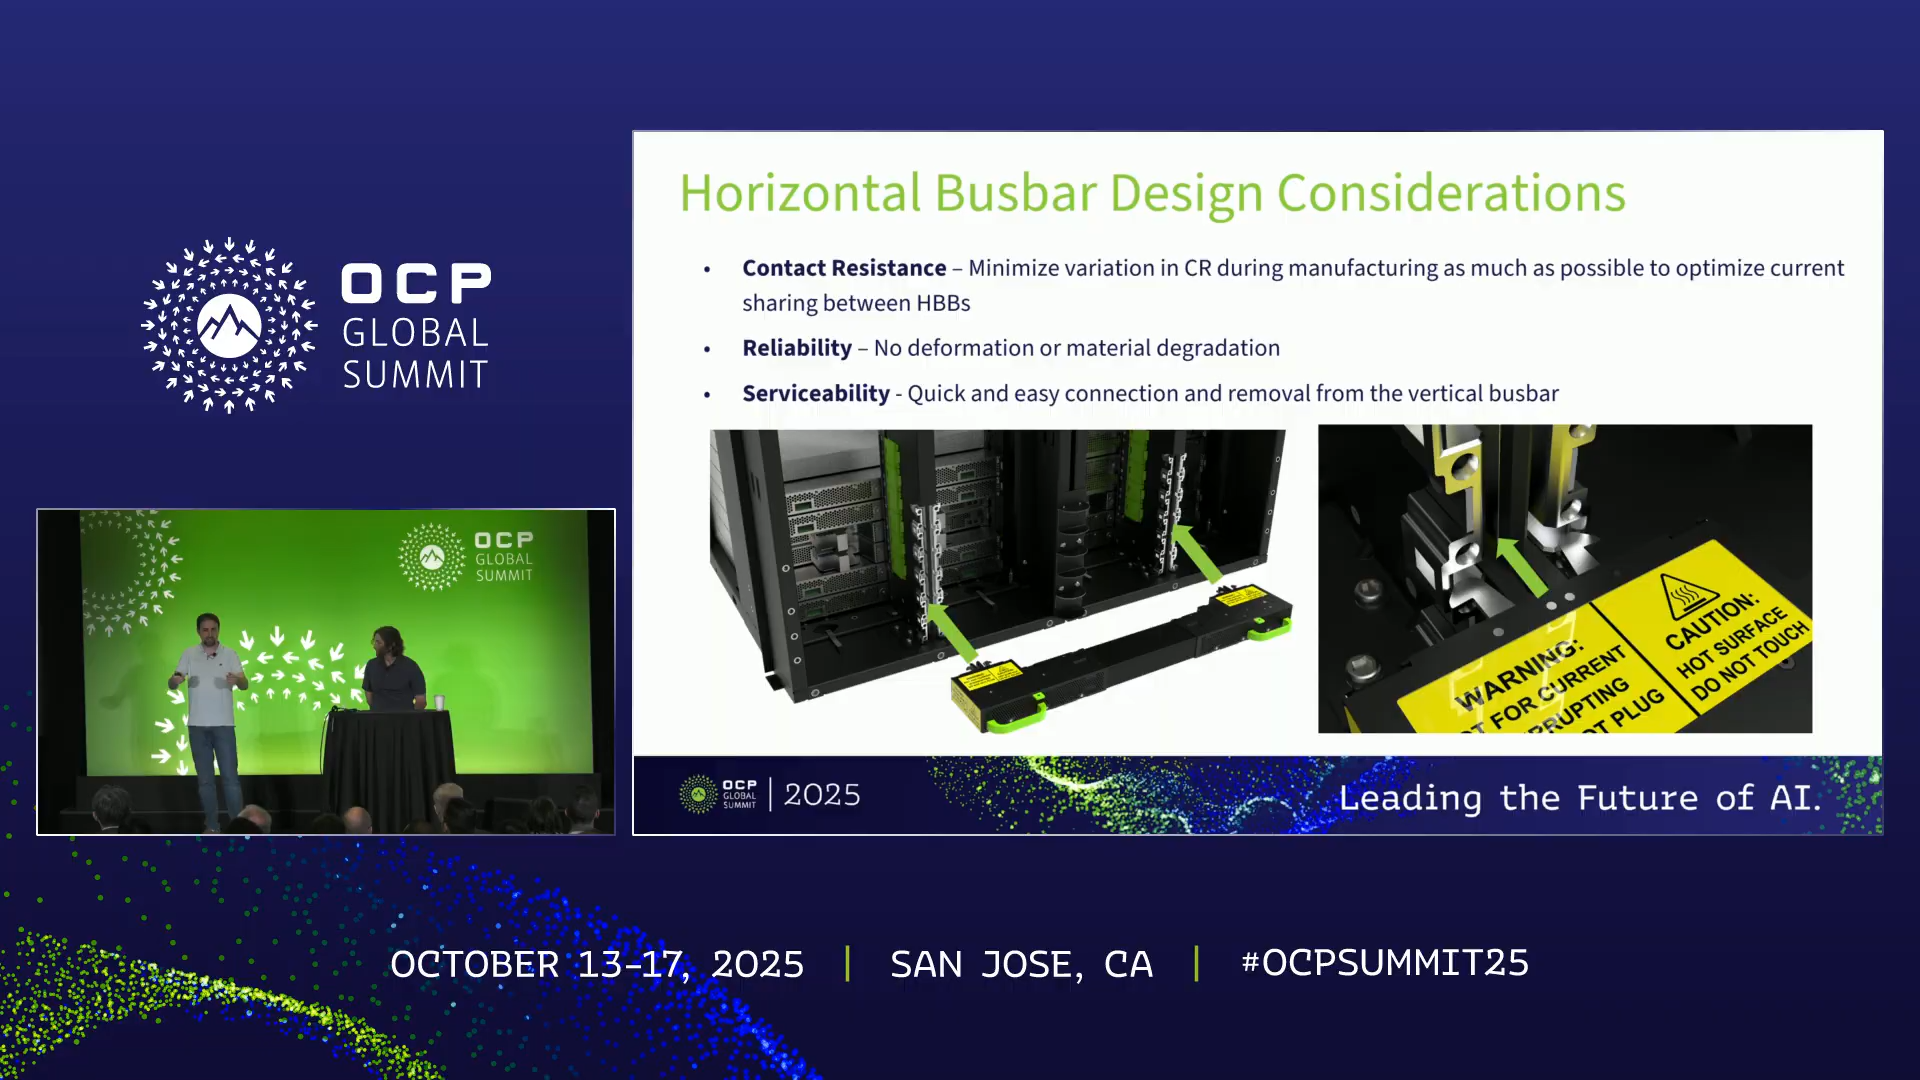 OCP
GLOBAL
SUMMIT
OCP
GLOBAL
SUMMIT
Horizontal Busbar Design Considerations
• Contact Resistance – Minimize variation in CR during manufacturing as much as possible to optimize current
sharing between HBBs
• Reliability – No deformation or material degradation
• Serviceability - Quick and easy connection and removal from the vertical busbar
WARNING:
T FOR CURRENT
RRUPTING
OT PLUG
CAUTION:
HOT SURFACE
DO NOT TOUCH
OCP
GLOBAL
SUMMIT
2025
Leading the Future of AI.
OCTOBER 13-17, 2025 | SAN JOSE, CA | #OCPSUMMIT25